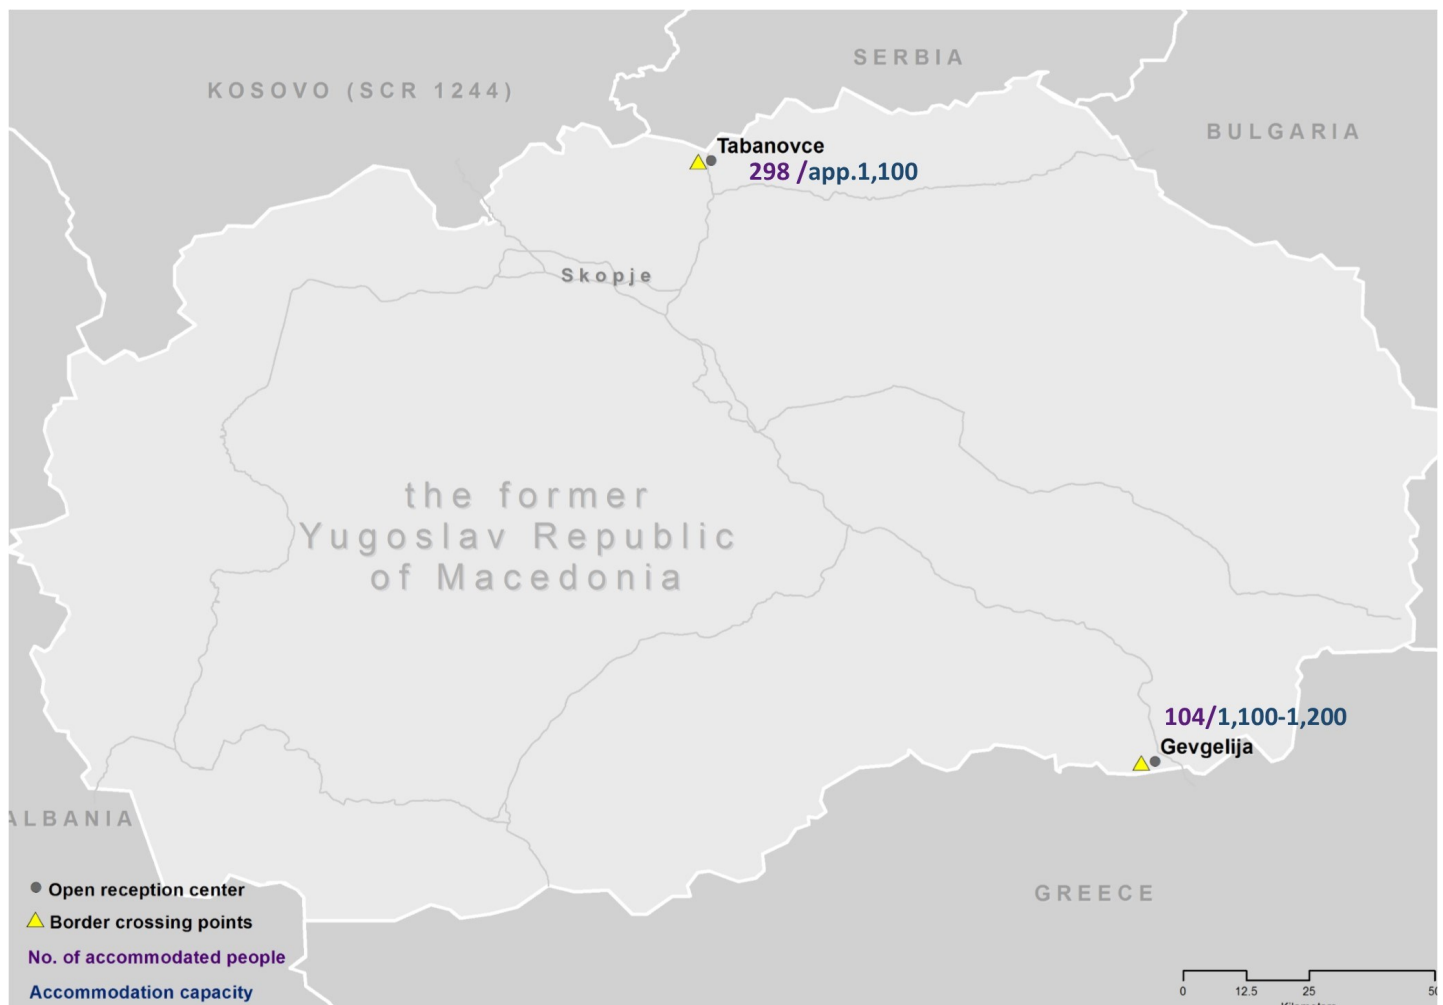 SERBIA
KOSOVO (SCR 1244)
BULGARIA
Tabanovce
298 /app.1,100
Skopje
the former
Yugoslav Republic
of Macedonia
104/1,100-1,200
Gevgelija
ALBANIA
GREECE
Open reception center
Border crossing points
No. of accommodated people
Accommodation capacity
0 12.5 25 50
Kilometers